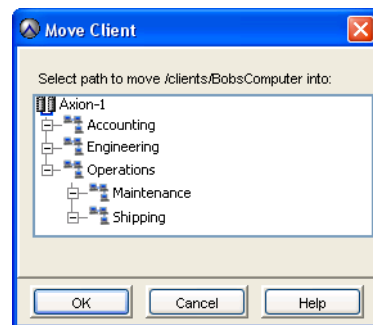 Move Client
Select path to move /clients/BobsComputer into:
Axion-1
Accounting
Engineering
Operations
Maintenance
Shipping
OK Cancel Help